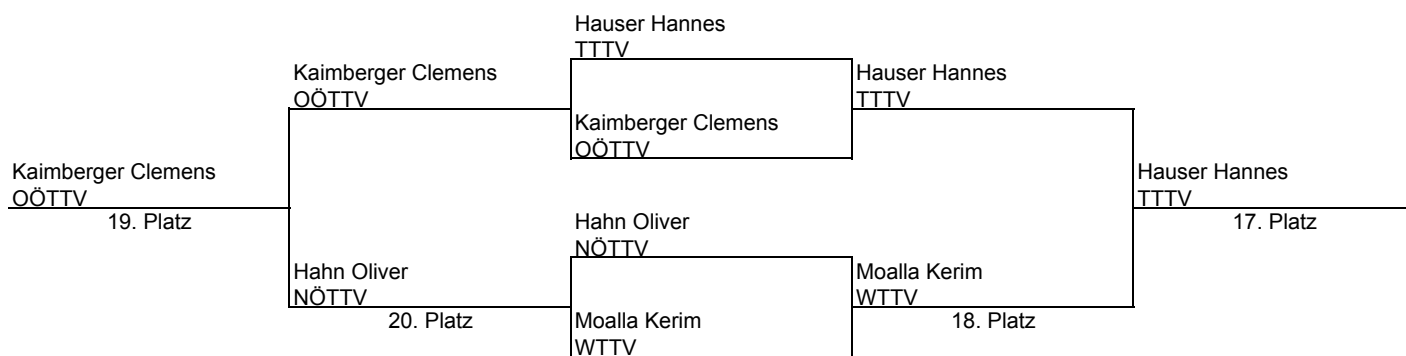 Hauser Hannes
TTTV
Kaimberger Clemens
OÖTTV
Hauser Hannes
TTTV
Kaimberger Clemens
OÖTTV
Kaimberger Clemens
OÖTTV
19. Platz
Hauser Hannes
TTTV
17. Platz
Hahn Oliver
NÖTTV
Hahn Oliver
NÖTTV
20. Platz
Moalla Kerim
WTTV
18. Platz
Moalla Kerim
WTTV